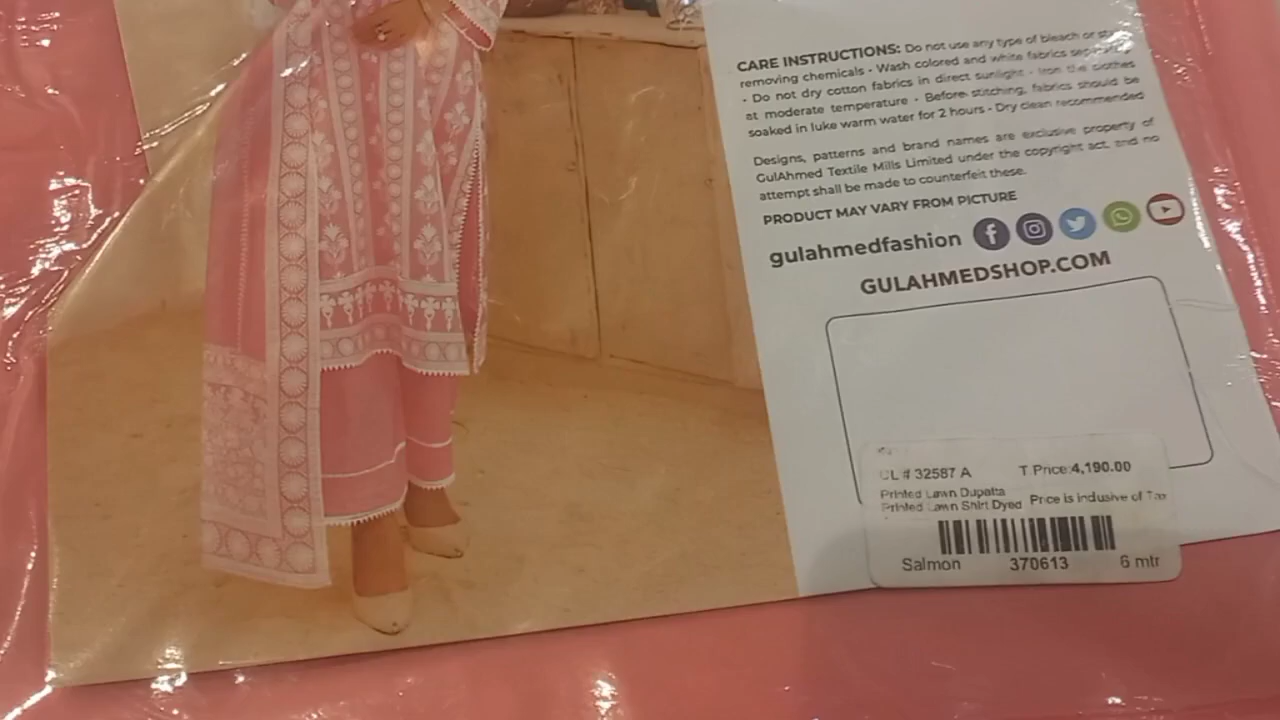 CARE INSTRUCTIONS: Do not use any type of bleach or
removing chemicals - Wash colored and white fabrics
- Do not dry cotton fabrics in direct sunlight - Iron the clothes
at moderate temperature - Before stitching, fabrics should be
soaked in luke warm water for 2 hours - Dry clean recommended
Designs, patterns and brand names are exclusive property of
GulAhmed Textile Mills Limited under the copyright act, and no
attempt shall be made to counterfeit these.
PRODUCT MAY VARY FROM PICTURE
gulahmedfashion
GULAHMEDSHOP.COM
CL # 32587 A T Price:4,190.00
Printed Lawn Dupatta
Printed Lawn Shirt Dyed Price is inclusive of Tax
Salmon 370613 6 mtr